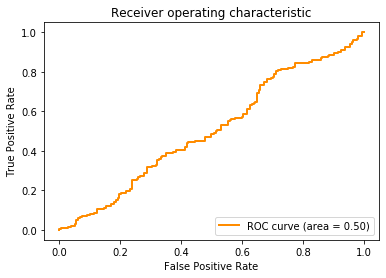 Receiver operating characteristic
True Positive Rate
1.0
0.8
0.6
0.4
0.2
0.0
ROC curve (area = 0.50)
0.0 0.2 0.4 0.6 0.8 1.0
False Positive Rate